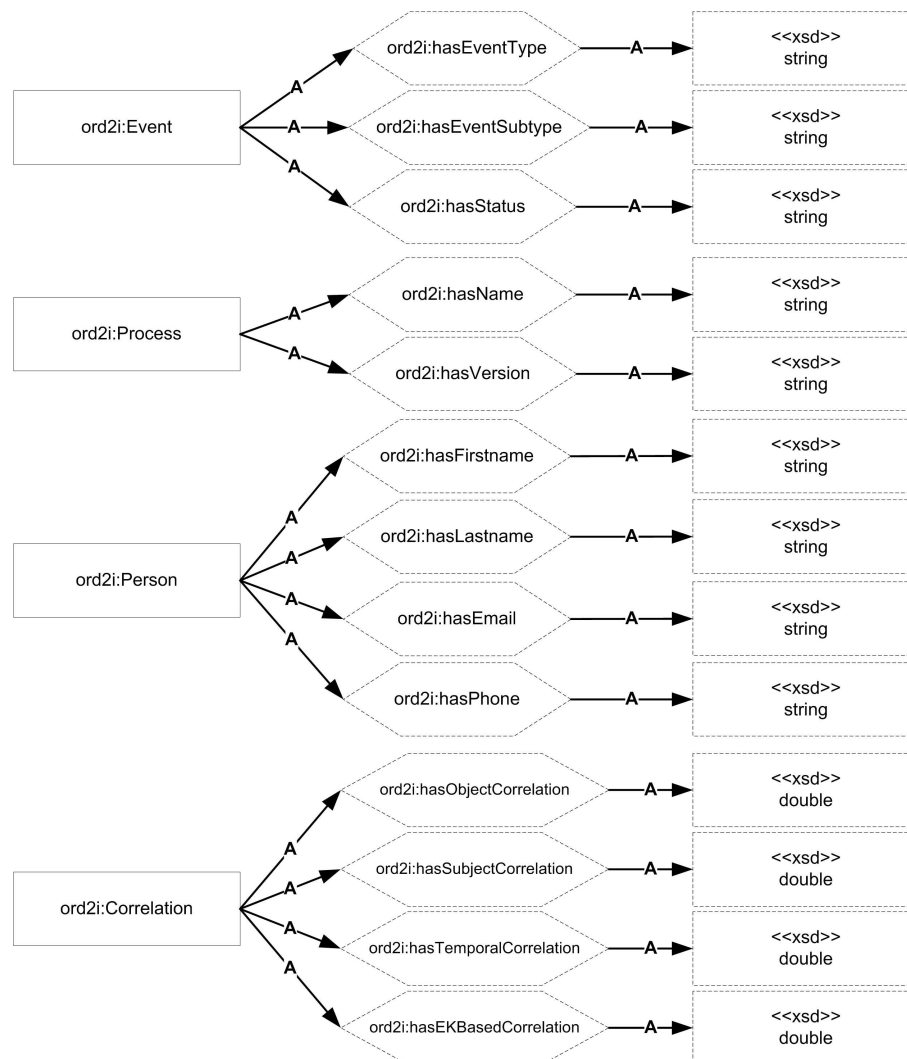 ord2i:Event
A
A
A
ord2i:hasEventType
A
<<xsd>>
string
ord2i:hasEventSubtype
A
<<xsd>>
string
ord2i:hasStatus
A
<<xsd>>
string
ord2i:Process
A
A
ord2i:hasName
A
<<xsd>>
string
ord2i:hasVersion
A
<<xsd>>
string
ord2i:Person
A
A
A
A
ord2i:hasFirstname
A
<<xsd>>
string
ord2i:hasLastname
A
<<xsd>>
string
ord2i:hasEmail
A
<<xsd>>
string
ord2i:hasPhone
A
<<xsd>>
string
ord2i:Correlation
A
A
A
A
ord2i:hasObjectCorrelation
A
<<xsd>>
double
ord2i:hasSubjectCorrelation
A
<<xsd>>
double
ord2i:hasTemporalCorrelation
A
<<xsd>>
double
ord2i:hasEKBasedCorrelation
A
<<xsd>>
double